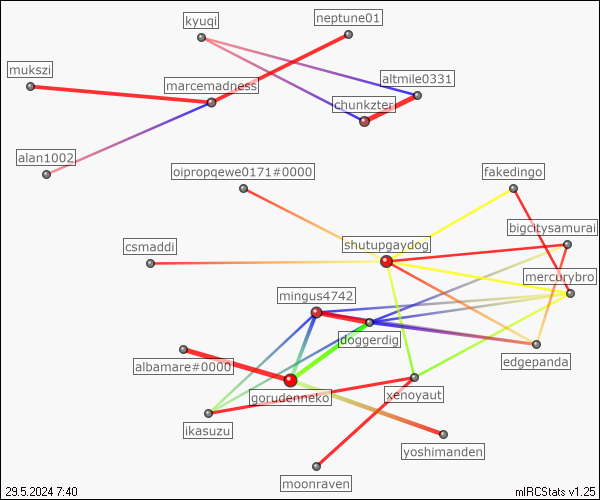 neptune01
kyuqi
mukszi
altmile0331
marcemadness
chunkzter
alan1002
oipropqewe0171#0000
fakedingo
bigcitysamurai
csmaddi
shutupgaydog
mercurybro
mingus4742
doggerdig
edgepanda
albamare#0000
gorudenneko
xenoyaut
ikasuzu
yoshimanden
moonraven
29.5.2024 7:40
mIRCStats v1.25